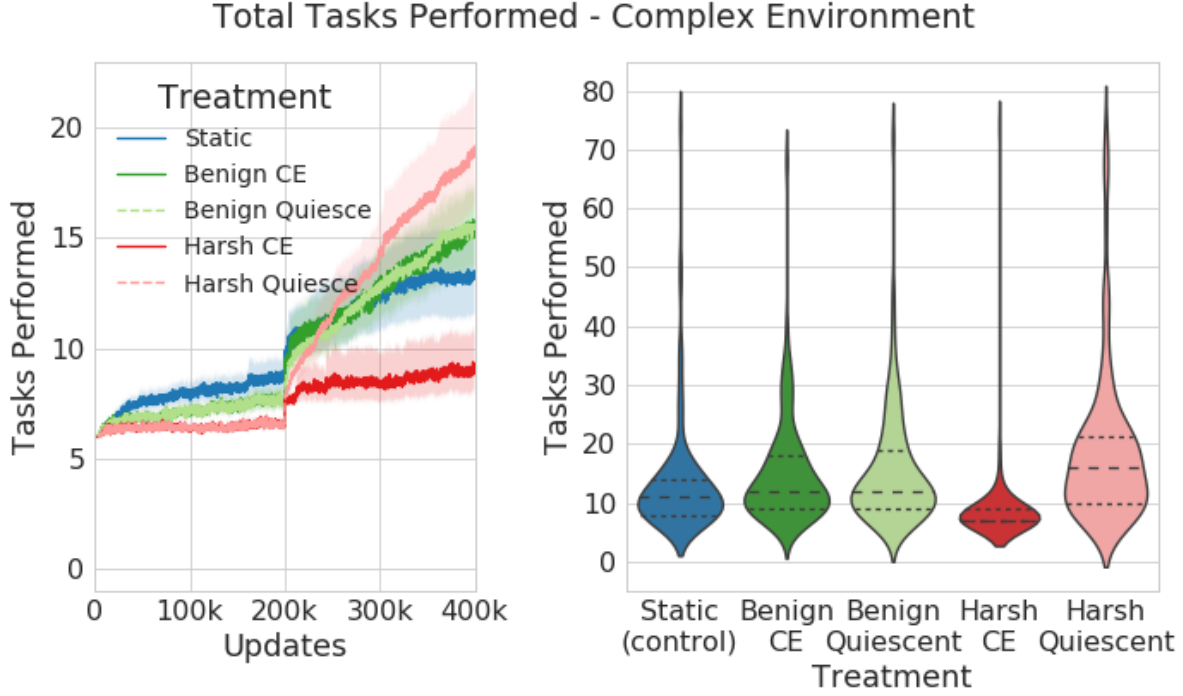 Total Tasks Performed - Complex Environment
Tasks Performed
20
15
10
5
0
Treatment
Static
Benign CE
Benign Quiesce
Harsh CE
Harsh Quiesce
0 100k 200k 300k 400k
Updates
Tasks Performed
80
70
60
50
40
30
20
10
0
Static Benign Benign Harsh Harsh
(control) CE Quiescent CE Quiescent
Treatment